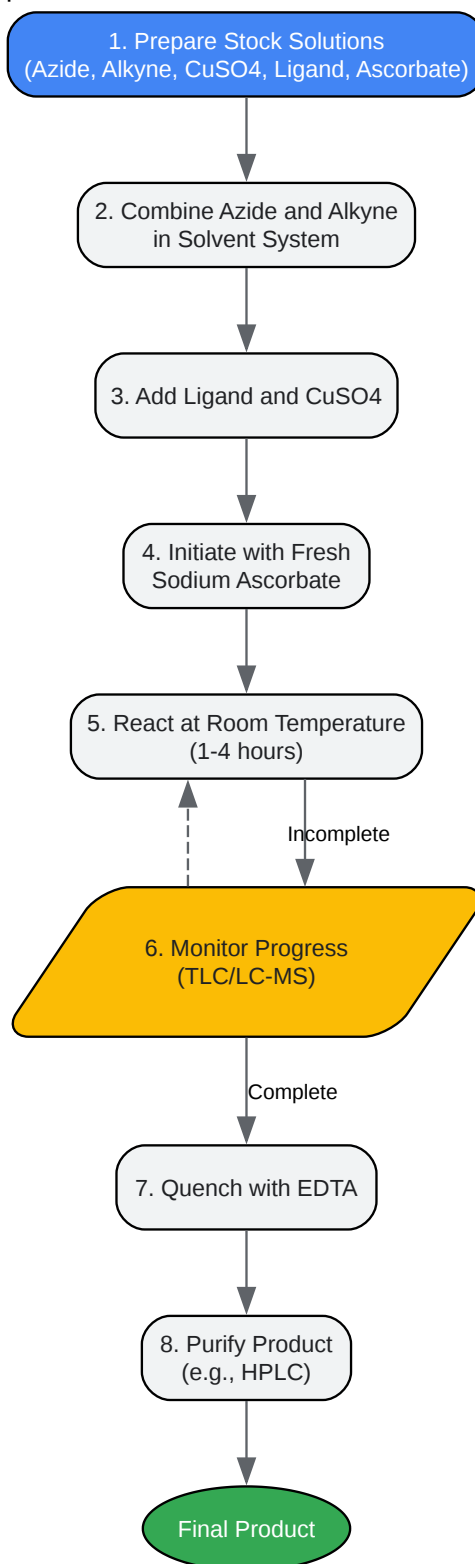 1. Prepare Stock Solutions
(Azide, Alkyne, CuSO4, Ligand, Ascorbate)
2. Combine Azide and Alkyne
in Solvent System
3. Add Ligand and CuSO4
4. Initiate with Fresh
Sodium Ascorbate
5. React at Room Temperature
(1-4 hours)
Incomplete
6. Monitor Progress
(TLC/LC-MS)
Complete
7. Quench with EDTA
8. Purify Product
(e.g., HPLC)
Final Product